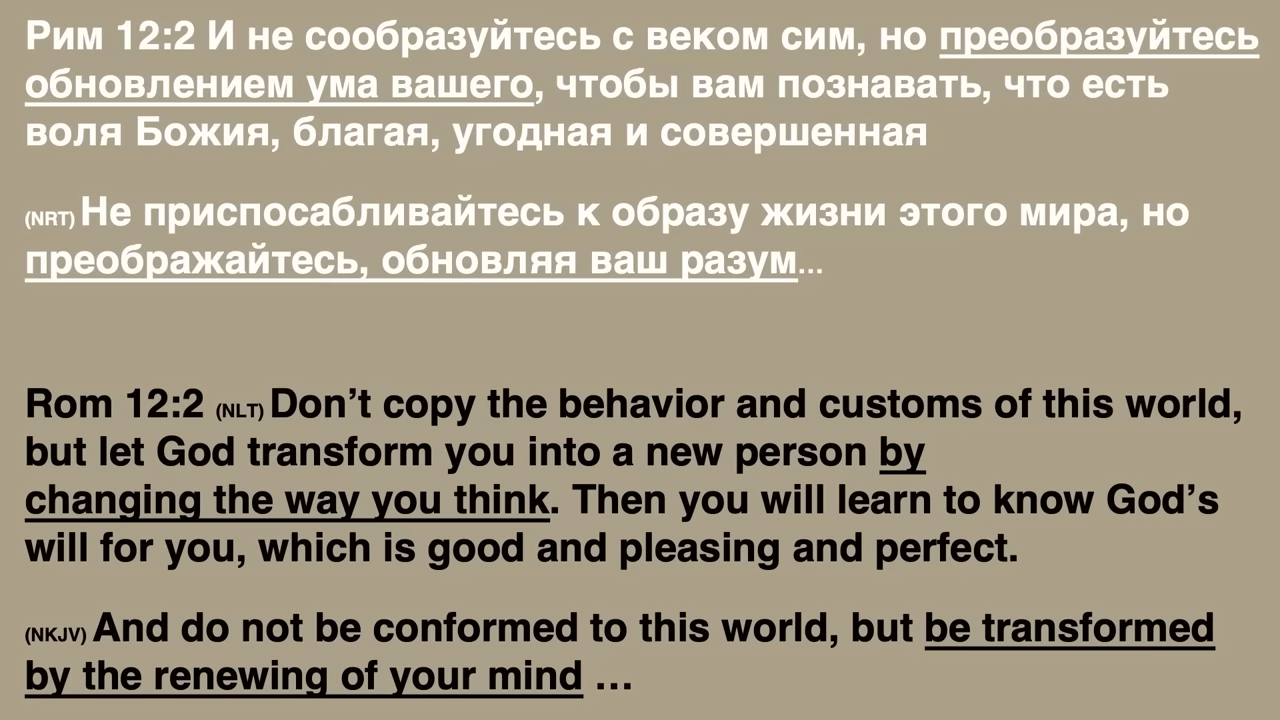 Рим 12:2 И не сообразуйтесь с веком сим, но преобразуйтесь
обновлением ума вашего, чтобы вам познавать, что есть
воля Божия, благая, угодная и совершенная
(NRT) Не приспосабливайтесь к образу жизни этого мира, но
преображайтесь, обновляя ваш разум...
Rom 12:2 (NLT) Don’t copy the behavior and customs of this world,
but let God transform you into a new person by
changing the way you think. Then you will learn to know God’s
will for you, which is good and pleasing and perfect.
(NKJV) And do not be conformed to this world, but be transformed
by the renewing of your mind …